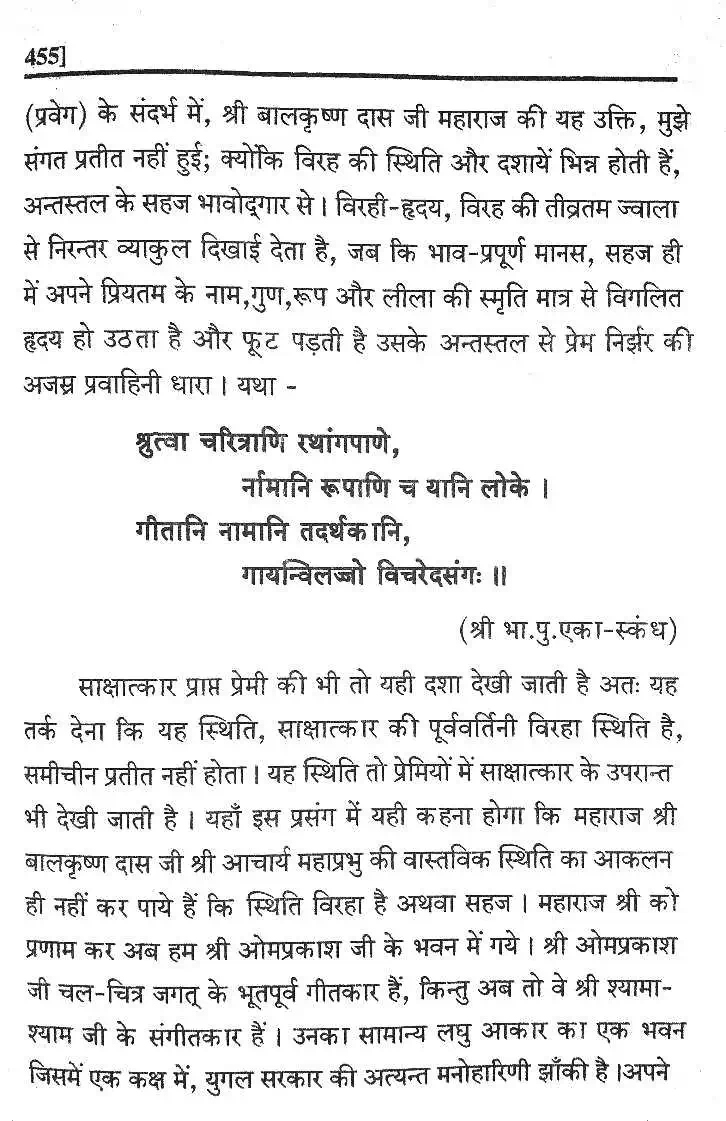 455]
(प्रवेग) के संदर्भ में, श्री बालकृष्ण दास जी महाराज की यह उक्ति, मुझे
संगत प्रतीत नहीं हुई; क्योंकि विरह की स्थिति और दशायें भिन्न होती हैं,
अन्तस्तल के सहज भावोद्‌गार से। विरही-हृदय, विरह की तीव्रतम ज्वाला
से निरन्तर व्याकुल दिखाई देता है, जब कि भाव-प्रपूर्ण मानस, सहज ही
में अपने प्रियतम के नाम,गुण,रूप और लीला की स्मृति मात्र से विगलित
हृदय हो उठता है और फूट पड़ती है उसके अन्तस्तल से प्रेम निर्झर की
अजस्र प्रवाहिनी धारा। यथा -
श्रुत्वा चरित्राणि रथांगपाणे,
र्नामानि रूपाणि च यानि लोके।
गीतानि नामानि तदर्थकानि,
गायन्विलज्जो विचरेदसंगः॥
(श्री भा.पु.एका-स्कंध)
साक्षात्कार प्राप्त प्रेमी की भी तो यही दशा देखी जाती है अतः यह
तर्क देना कि यह स्थिति, साक्षात्कार की पूर्ववर्तिनी विरहा स्थिति है,
समीचीन प्रतीत नहीं होता। यह स्थिति तो प्रेमियों में साक्षात्कार के उपरान्त
भी देखी जाती है। यहाँ इस प्रसंग में यही कहना होगा कि महाराज श्री
बालकृष्ण दास जी श्री आचार्य महाप्रभु की वास्तविक स्थिति का आकलन
ही नहीं कर पाये हैं कि स्थिति विरहा है अथवा सहज। महाराज श्री को
प्रणाम कर अब हम श्री ओमप्रकाश जी के भवन में गये। श्री ओमप्रकाश
जी चल-चित्र जगत् के भूतपूर्व गीतकार हैं, किन्तु अब तो वे श्री श्यामा-
श्याम जी के संगीतकार हैं। उनका सामान्य लघु आकार का एक भवन
जिसमें एक कक्ष में, युगल सरकार की अत्यन्त मनोहारिणी झाँकी है।अपने